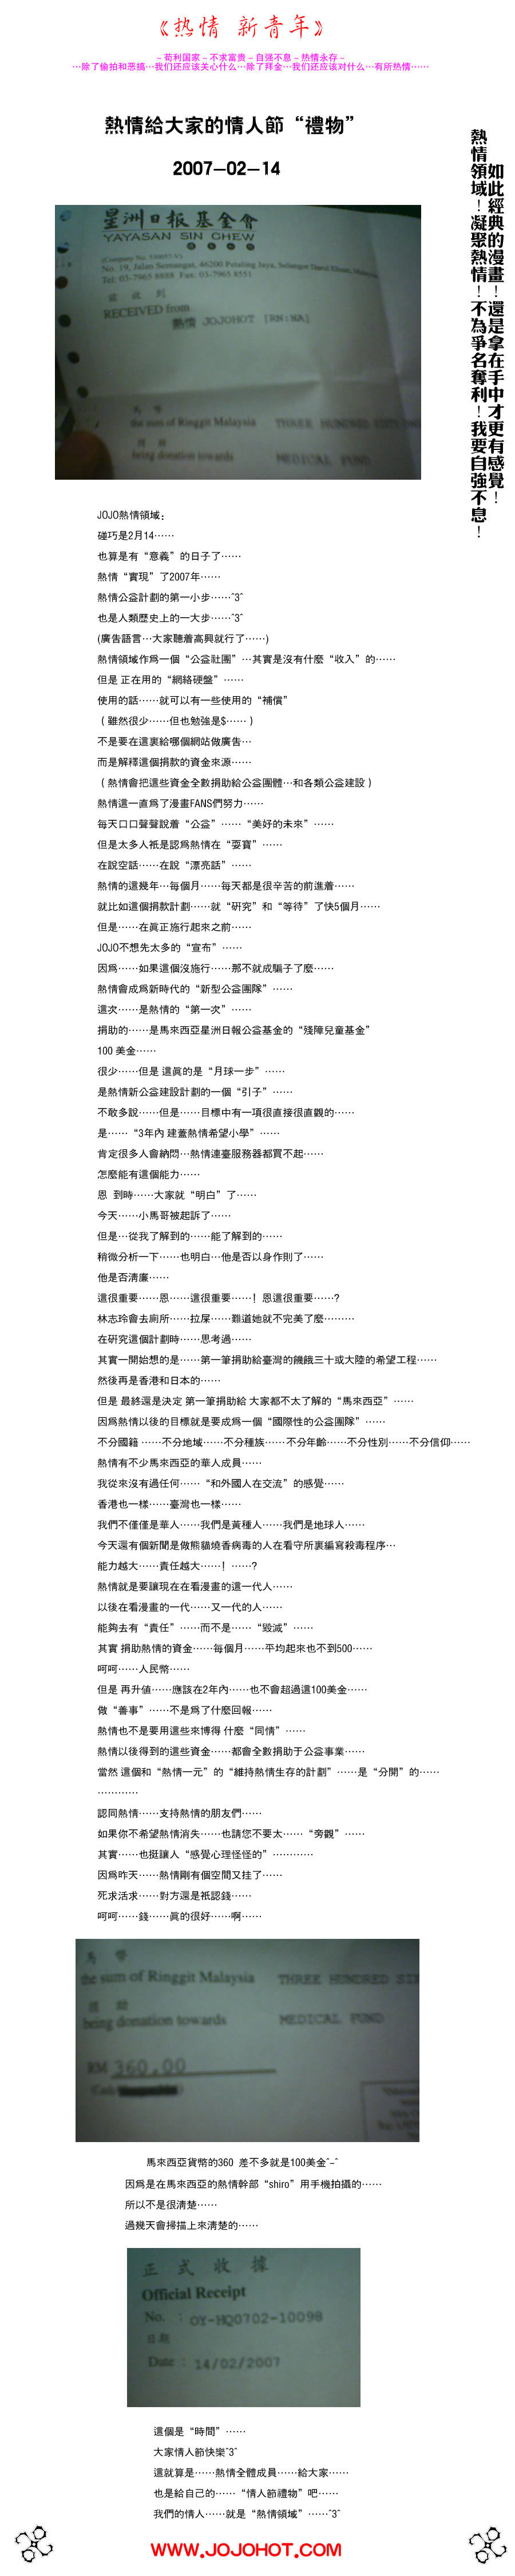 《热情 新青年》
～苟利国家～不求富贵～自强不息～热情永存～
…除了偷拍和恶搞…我们还应该关心什么…除了拜金…我们还应该对什么…有所热情……
熱情給大家的情人節“禮物”
2007—02—14
如此經典的漫畫！還是拿在手中才更有感覺！
熱情領域！凝聚熱情！不為爭名奪利！我要自強不息！
星洲日报基金會
YAYASAN SIN CHEW
No. 19, Jalan Semangat, 46200 Petaling Jaya, Selangor Darul Ehsan,
Tel: 03-7965 8888 Fax: 03-7965 8551
茲收到
RECEIVED from
熱情 JOJOHOT [RN:NA]
馬幣
the sum of Ringgit Malaysia THREE HUNDRED SIXTY
捐給
being donation towards MEDICAL FUND
JOJO熱情領域；
碰巧是2月14……
也算是有“意義”的日子了……
熱情“實現”了2007年……
熱情公益計劃的第一小步……^3^
也是人類歷史上的一大步……^3^
(廣告語言…大家聽着高興就行了……)
熱情領域作爲一個“公益社團”…其實是沒有什麼“收入”的……
但是 正在用的“網絡硬盤”……
使用的話……就可以有一些使用的“補償”
（雖然很少……但也勉強是$……）
不是要在這裏給哪個網站做廣告…
而是解釋這個捐款的資金來源……
（熱情會把這些資金全數捐助給公益團體…和各類公益建設）
熱情這一直爲了漫畫FANS們努力……
每天口口聲聲說着“公益”……“美好的未來”……
但是太多人衹是認爲熱情在“耍寶”……
在說空話……在說“漂亮話”……
熱情的這幾年…每個月……每天都是很辛苦的前進着……
就比如這個捐款計劃……就“研究”和“等待”了快5個月……
但是……在眞正施行起來之前……
JOJO不想先太多的“宣布”……
因爲……如果這個沒施行……那不就成騙子了麼……
熱情會成爲新時代的“新型公益團隊”……
這次……是熱情的“第一次”……
捐助的……是馬來西亞星洲日報公益基金的“殘障兒童基金”
100 美金……
很少……但是 這眞的是“月球一步”……
是熱情新公益建設計劃的一個“引子”……
不敢多說……但是……目標中有一項很直接很直觀的……
是……“3年內 建蓋熱情希望小學”……
肯定很多人會納悶…熱情連臺服務器都買不起……
怎麼能有這個能力……
恩 到時……大家就“明白”了……
今天……小馬哥被起訴了……
但是…從我了解到的……能了解到的……
稍微分析一下……也明白…他是否以身作則了……
他是否清廉……
這很重要……恩……這很重要……！恩這很重要……?
林志玲會去廁所……拉屎……難道她就不完美了麼………
在研究這個計劃時……思考過……
其實一開始想的是……第一筆捐助給臺灣的饑餓三十或大陸的希望工程……
然後再是香港和日本的……
但是 最終還是決定 第一筆捐助給 大家都不太了解的“馬來西亞”……
因爲熱情以後的目標就是要成爲一個“國際性的公益團隊”……
不分國籍 ……不分地域……不分種族……不分年齡……不分性別……不分信仰……
熱情有不少馬來西亞的華人成員……
我從來沒有過任何……“和外國人在交流”的感覺……
香港也一樣……臺灣也一樣……
我們不僅僅是華人……我們是黃種人……我們是地球人……
今天還有個新聞是做熊貓燒香病毒的人在看守所裏編寫殺毒程序…
能力越大……責任越大……！……?
熱情就是要讓現在在看漫畫的這一代人……
以後在看漫畫的一代……又一代的人……
能夠去有“責任”……而不是……“毀滅”……
其實 捐助熱情的資金……每個月……平均起來也不到500……
呵呵……人民幣……
但是 再升値……應該在2年內……也不會超過這100美金……
做“善事”……不是爲了什麼回報……
熱情也不是要用這些來博得 什麼“同情”……
熱情以後得到的這些資金……都會全數捐助于公益事業……
當然 這個和“熱情一元”的“維持熱情生存的計劃”……是“分開”的……
…………
認同熱情……支持熱情的朋友們……
如果你不希望熱情消失……也請您不要太……“旁觀”……
其實……也挺讓人“感覺心理怪怪的”…………
因爲昨天……熱情剛有個空間又挂了……
死求活求……對方還是衹認錢……
呵呵……錢……眞的很好……啊……
馬幣
the sum of Ringgit Malaysia THREE HUNDRED SIX
捐給
being donation towards MEDICAL FUND
RM 360.00
馬來西亞貨幣的360 差不多就是100美金^-^
因爲是在馬來西亞的熱情幹部“shiro”用手機拍攝的……
所以不是很清楚……
過幾天會掃描上來清楚的……
正式收據
Official Receipt
No. : OY-HQ0702-10098
日期
Date : 14/02/2007
這個是“時間”……
大家情人節快樂^3^
這就算是……熱情全體成員……給大家……
也是給自己的……“情人節禮物”吧……
我們的情人……就是“熱情領域”……^3^
WWW.JOJOHOT.COM